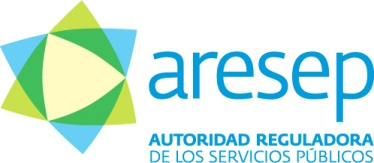 aresep
AUTORIDAD REGULADORA
DE LOS SERVICIOS PÚBLICOS